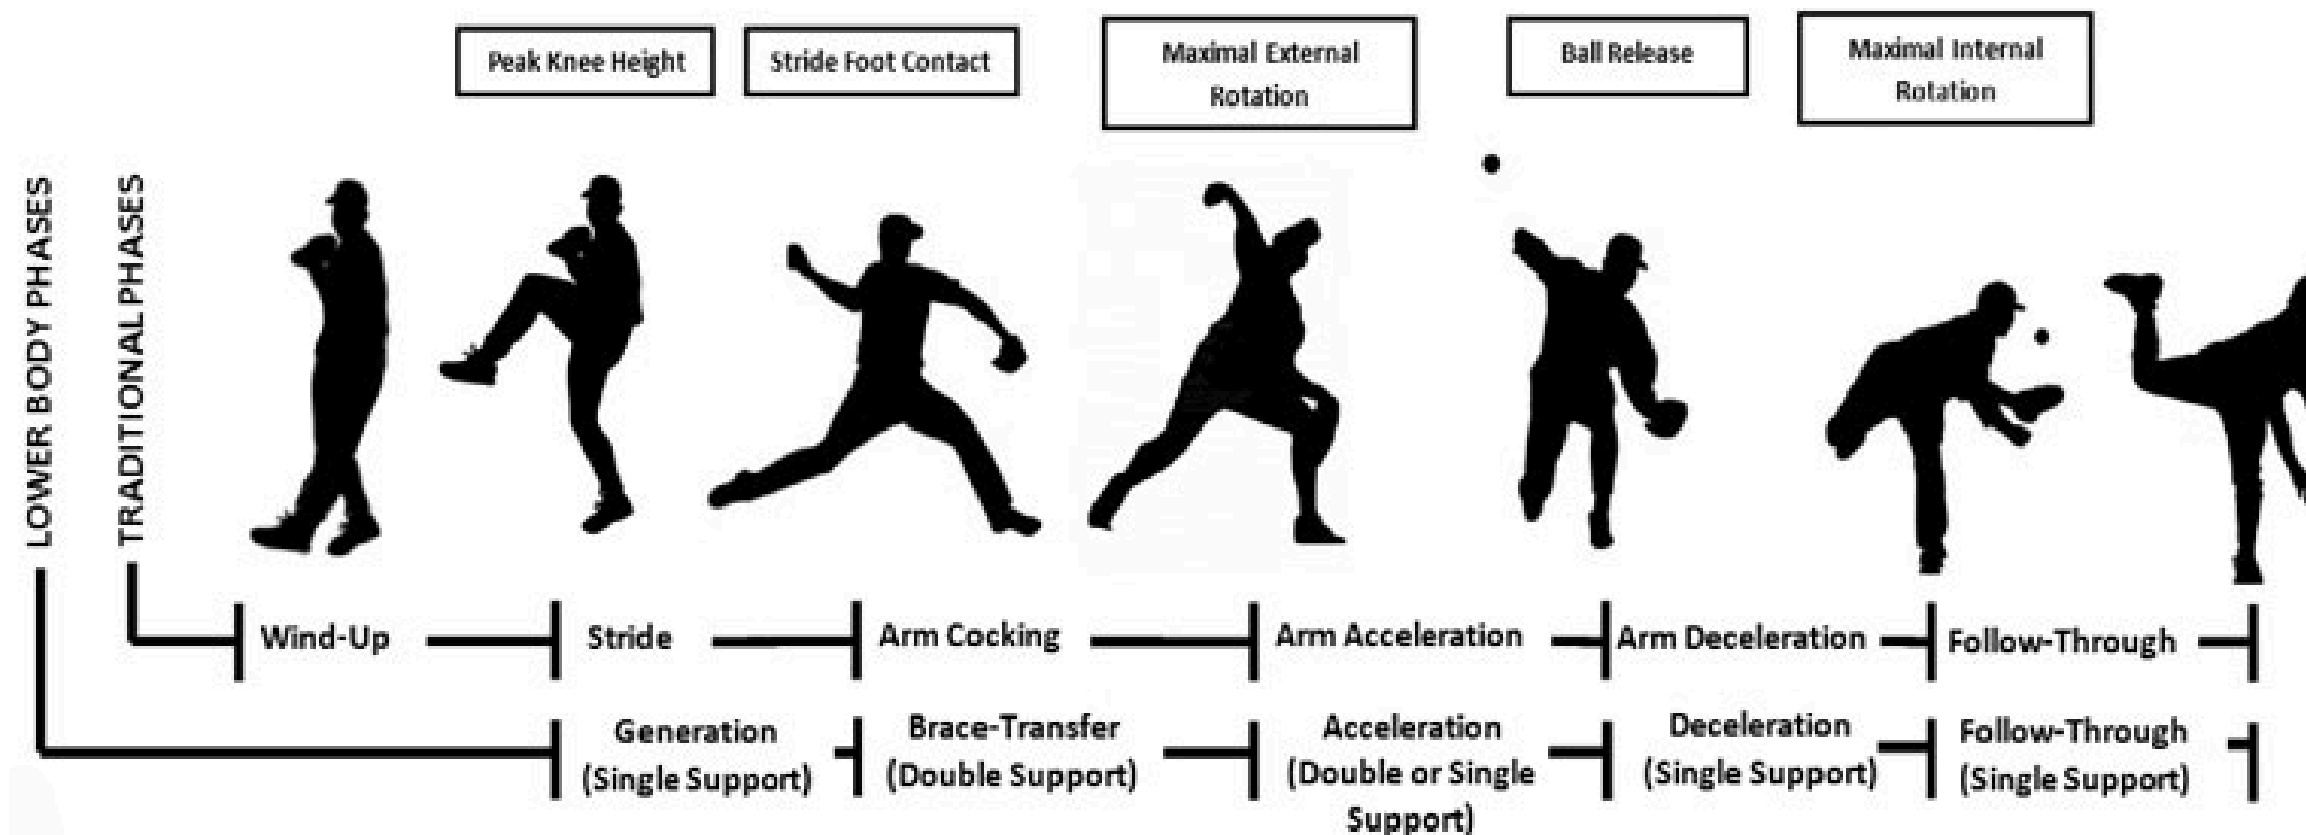 Peak Knee Height
Stride Foot Contact
Maximal External
Rotation
Ball Release
Maximal Internal
Rotation
LOWER BODY PHASES
TRADITIONAL PHASES
Wind-Up
Stride
Arm Cocking
Arm Acceleration
Arm Deceleration
Follow-Through
Generation
(Single Support)
Brace-Transfer
(Double Support)
Acceleration
(Double or Single
Support)
Deceleration
(Single Support)
Follow-Through
(Single Support)